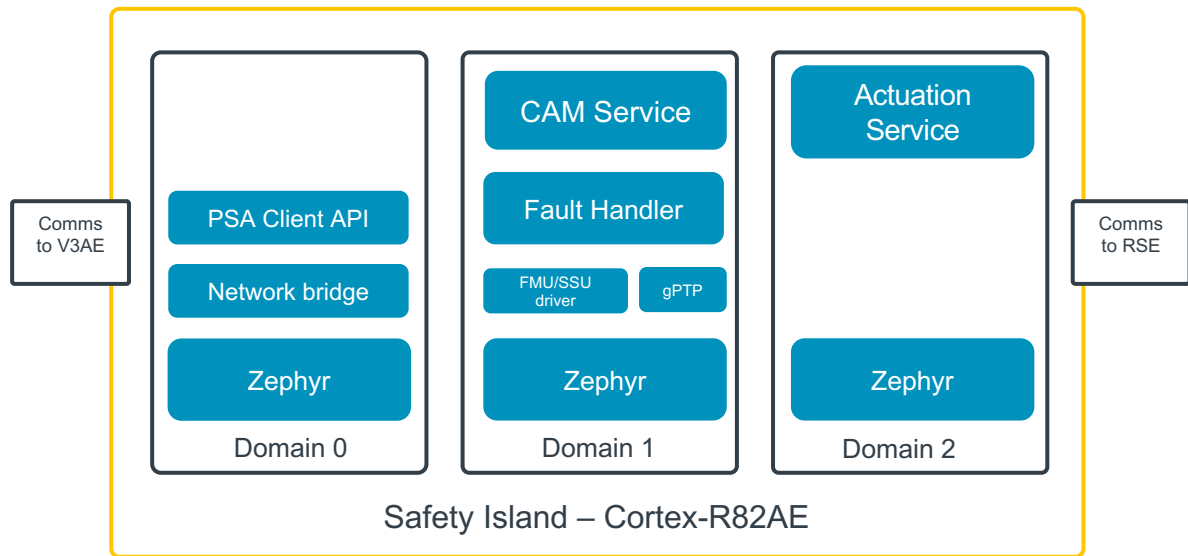 Comms
to V3AE
PSA Client API
Network bridge
Zephyr
Domain 0
CAM Service
Fault Handler
FMU/SSU
driver
gPTP
Zephyr
Domain 1
Actuation
Service
Zephyr
Domain 2
Comms
to RSE
Safety Island – Cortex-R82AE